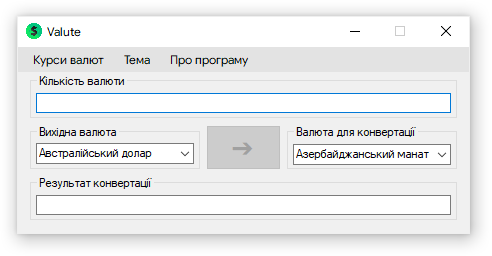 Valute
Курси валют Тема Про програму
Кількість валюти
Вихідна валюта
Австралійський долар
Валюта для конвертації
Азербайджанський манат
Результат конвертації